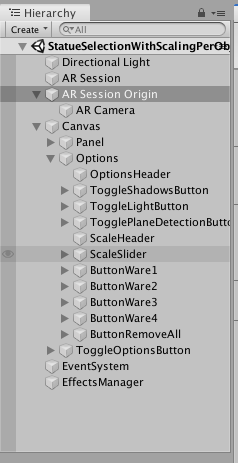 Hierarchy
Create
All
StatueSelectionWithScalingPerOb
Directional Light
AR Session
AR Session Origin
AR Camera
Canvas
Panel
Options
OptionsHeader
ToggleShadowsButton
ToggleLightButton
TogglePlaneDetectionButto
ScaleHeader
ScaleSlider
ButtonWare1
ButtonWare2
ButtonWare3
ButtonWare4
ButtonRemoveAll
ToggleOptionsButton
EventSystem
EffectsManager